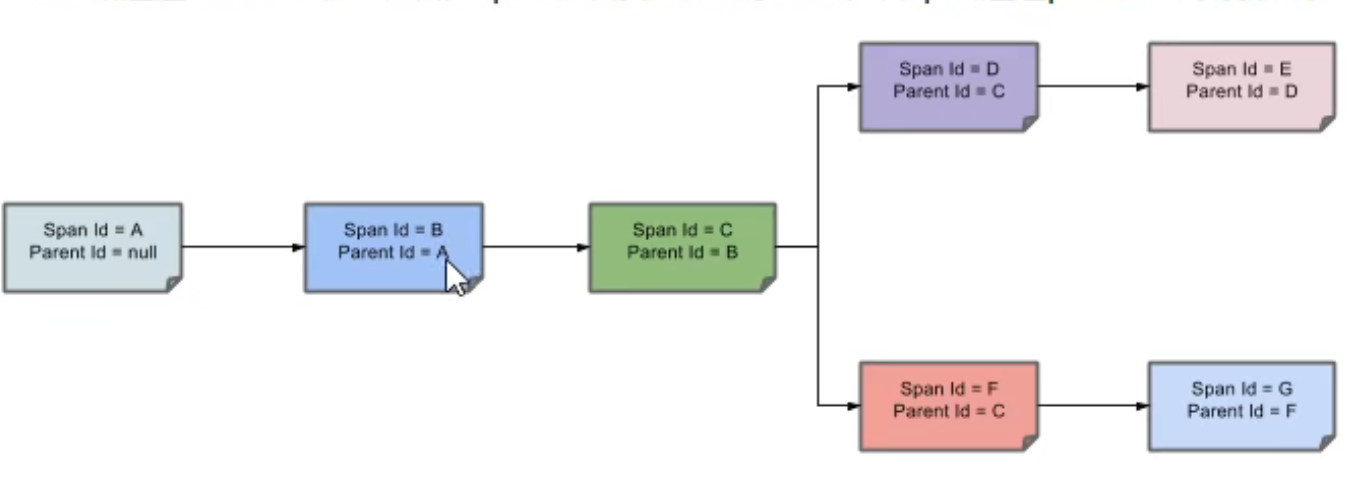 Span Id = A
Parent Id = null
Span Id = B
Parent Id = A
Span Id = C
Parent Id = B
Span Id = D
Parent Id = C
Span Id = E
Parent Id = D
Span Id = F
Parent Id = C
Span Id = G
Parent Id = F